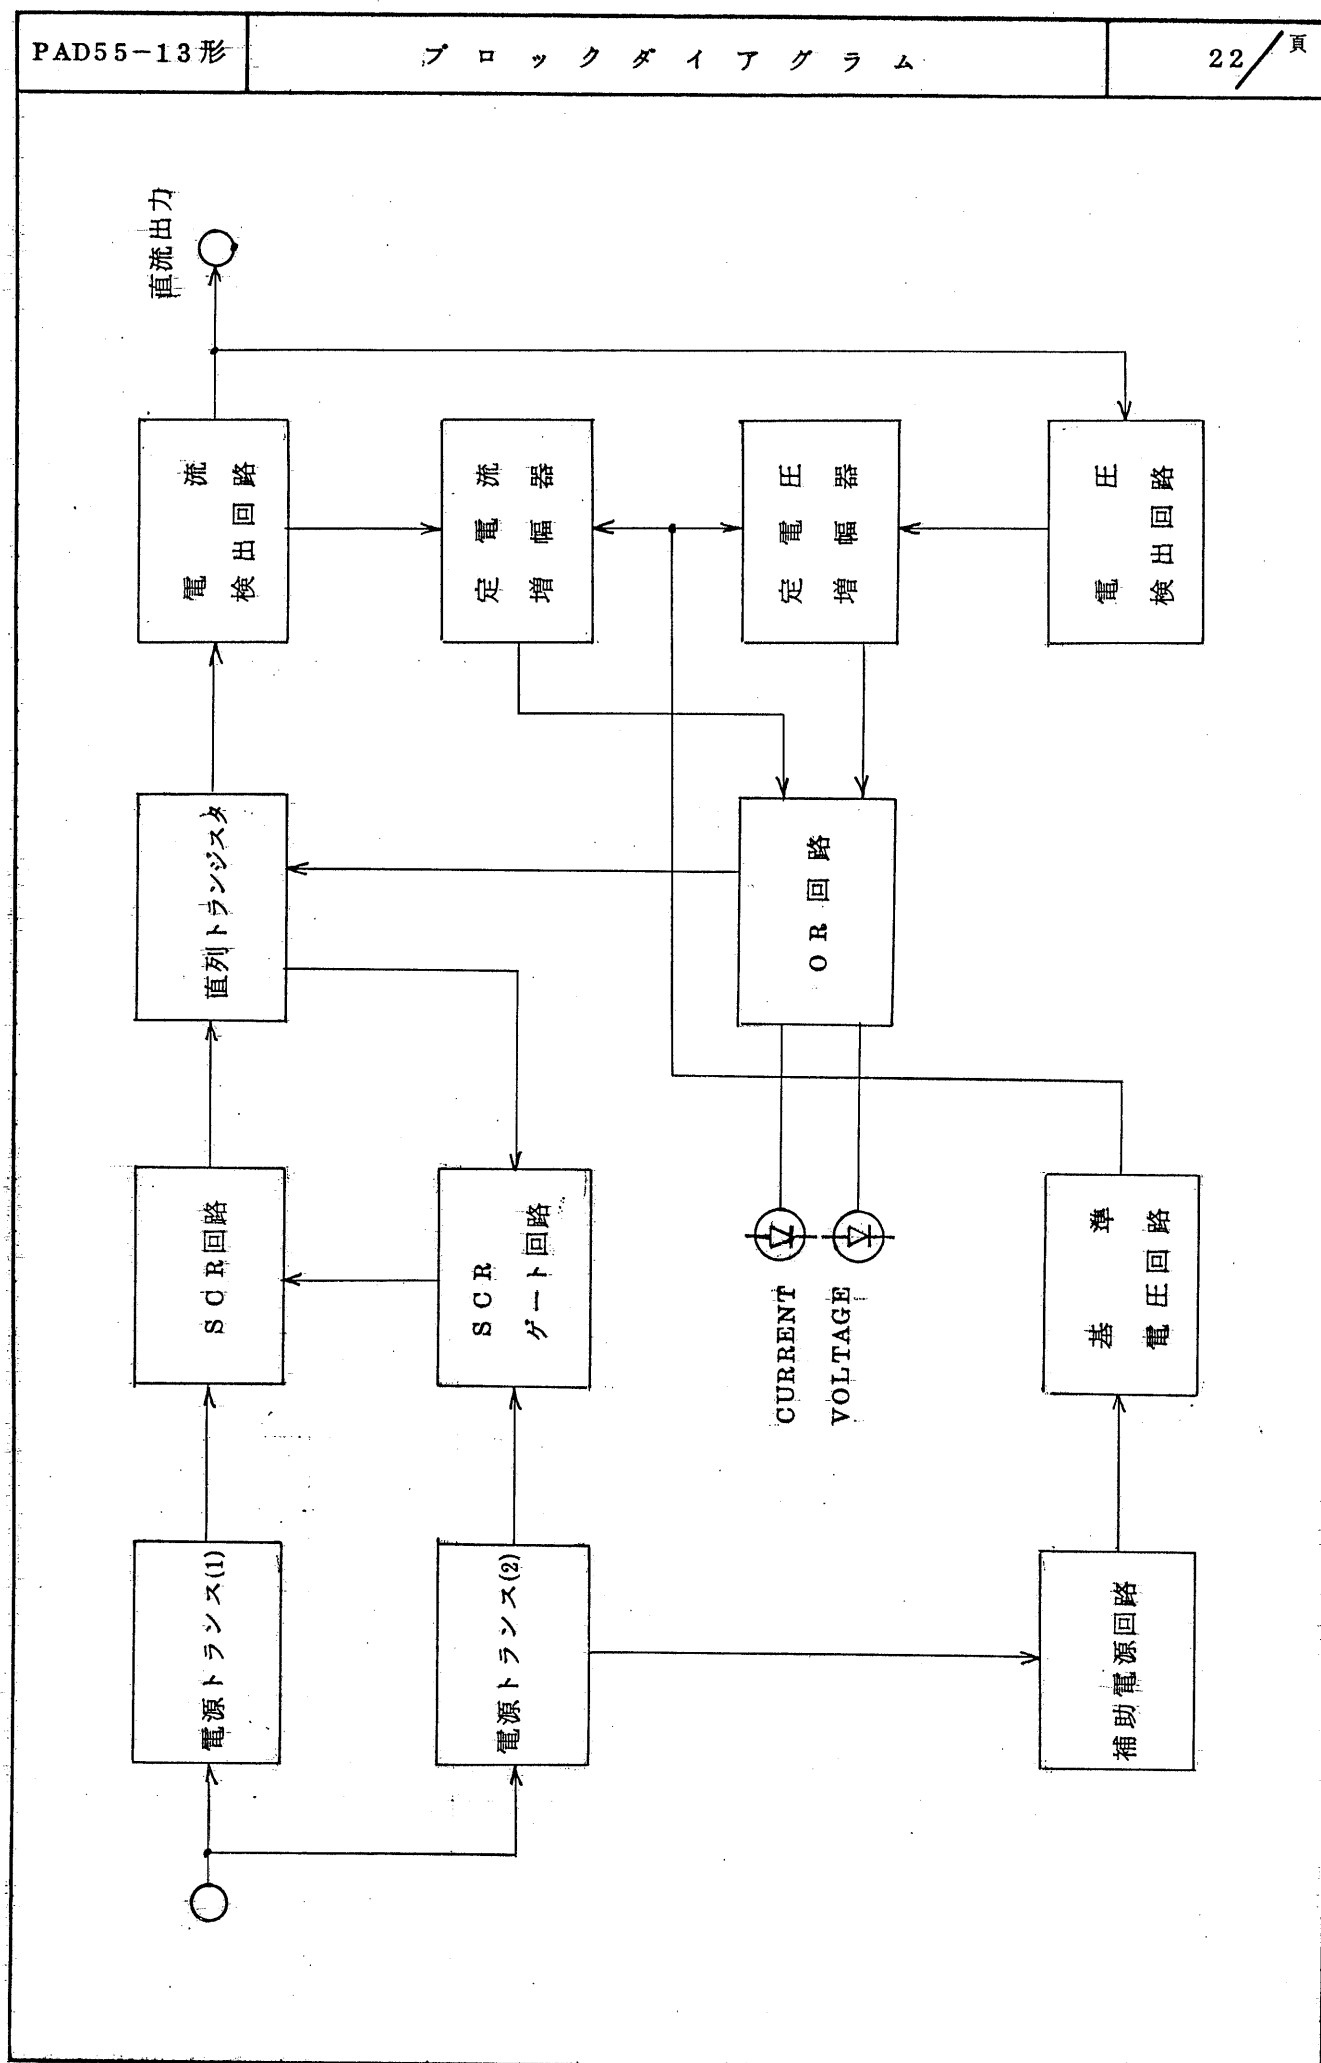 PAD55-13形
ブロックダイアグラム
22/頁
直流出力
電流
検出回路
定電流
増幅器
定電圧
増幅器
電圧
検出回路
直列トランジスタ
OR回路
SCR回路
SCR
ゲート回路
CURRENT
VOLTAGE
基準
電圧回路
電源トランス(1)
電源トランス(2)
補助電源回路